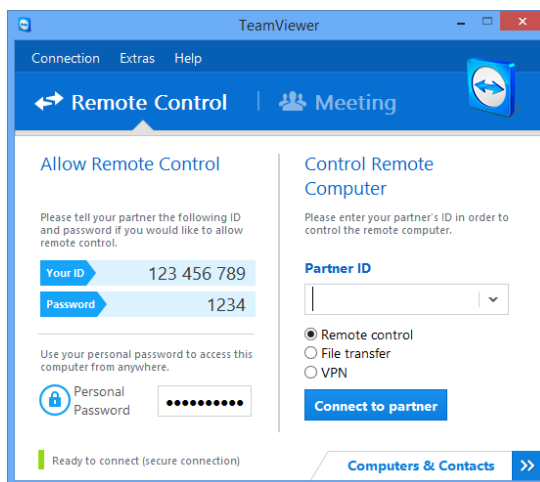 TeamViewer
Connection Extras Help
Remote Control | Meeting
Allow Remote Control
Please tell your partner the following ID
and password if you would like to allow
remote control.
Your ID 123 456 789
Password 1234
Use your personal password to access this
computer from anywhere.
Personal
Password ••••••••••
Control Remote
Computer
Please enter your partner's ID in order to
control the remote computer.
Partner ID
Remote control
File transfer
VPN
Connect to partner
Ready to connect (secure connection)
Computers & Contacts